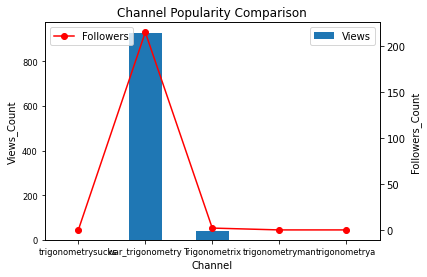 Channel Popularity Comparison
Followers
Views
800
600
400
200
0
Views_Count
200
150
100
50
0
Followers_Count
trigonometrysucks
war_trigonometry
Trigonometrix
trigonometryman
trigonometrya
Channel